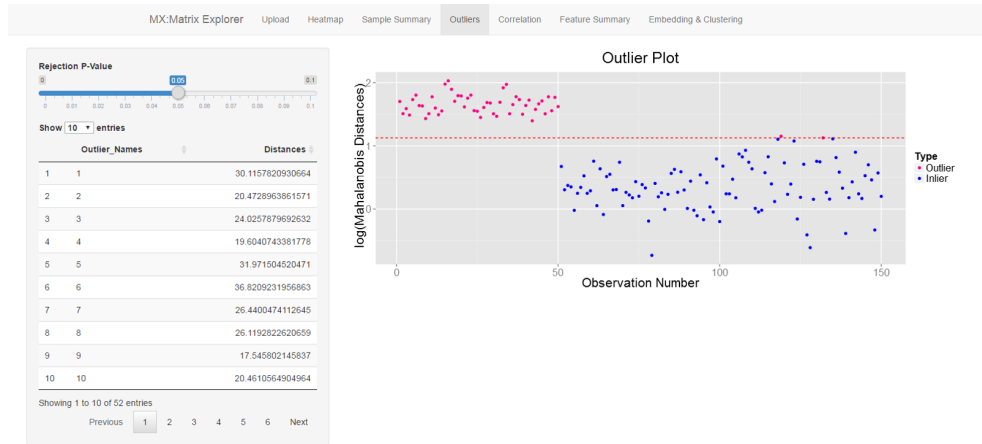 MX:Matrix Explorer Upload Heatmap Sample Summary Outliers Correlation Feature Summary Embedding & Clustering
Rejection P-Value
0 0.05 0.1
0 0.01 0.02 0.03 0.04 0.05 0.06 0.07 0.08 0.09 0.1
Show 10 entries
Outlier_Names Distances
1 1 30.1157820930664
2 2 20.4728963861571
3 3 24.0257879692632
4 4 19.6040743381778
5 5 31.971504520471
6 6 36.8209231956863
7 7 26.4400474112645
8 8 26.1192822620659
9 9 17.545802145837
10 10 20.4610564904964
Showing 1 to 10 of 52 entries
Previous 1 2 3 4 5 6 Next
Outlier Plot
log(Mahalanobis Distances)
2
1
0
0 50 100 150
Observation Number
Type
Outlier
Inlier